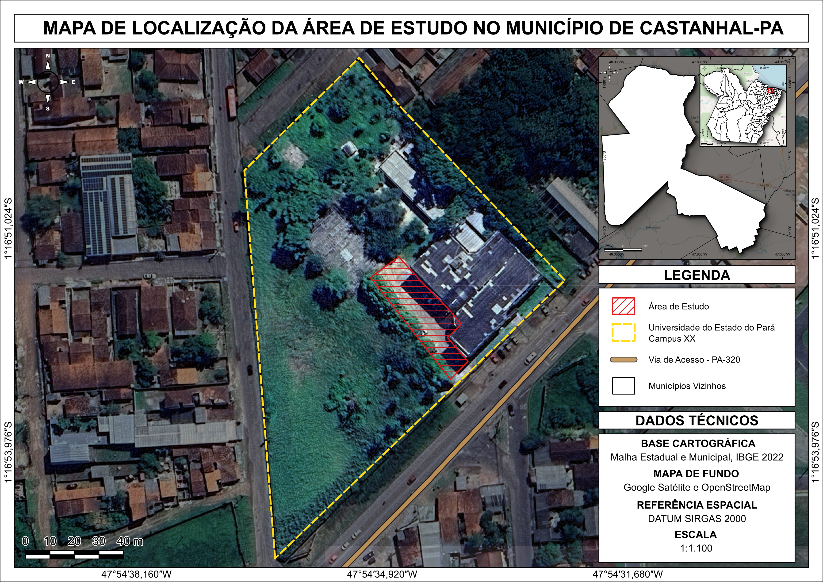 MAPA DE LOCALIZAÇÃO DA ÁREA DE ESTUDO NO MUNICÍPIO DE CASTANHAL-PA
N
W E
S
1°16'51,024"S
1°16'51,024"S
1°16'53,976"S
1°16'53,976"S
LEGENDA
Área de Estudo
Universidade do Estado do Pará
Campus XX
Via de Acesso - PA-320
Municípios Vizinhos
DADOS TÉCNICOS
BASE CARTOGRÁFICA
Malha Estadual e Municipal, IBGE 2022
MAPA DE FUNDO
Google Satélite e OpenStreetMap
REFERÊNCIA ESPACIAL
DATUM SIRGAS 2000
ESCALA
1:1.100
0 10 20 30 40 m
47°54'38,160"W 47°54'34,920"W 47°54'31,680"W